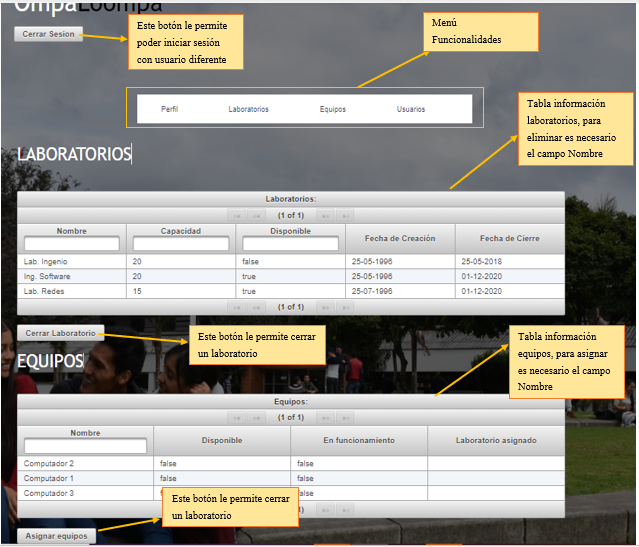 OmpaLoompa
Cerrar Sesion
Este botón le permite
poder iniciar sesión
con usuario diferente
Menú
Funcionalidades
Perfil Laboratorios Equipos Usuarios
Tabla información
laboratorios, para
eliminar es necesario
el campo Nombre
LABORATORIOS
Laboratorios:
(1 of 1)
Nombre Capacidad Disponible Fecha de Creación Fecha de Cierre
Lab. Ingenio 20 false 25-05-1996 25-05-2018
Ing. Software 20 true 25-05-1996 01-12-2020
Lab. Redes 15 true 25-07-1996 01-12-2020
(1 of 1)
Cerrar Laboratorio
Este botón le permite cerrar
un laboratorio
Tabla información
equipos, para asignar
es necesario el campo
Nombre
EQUIPOS
Equipos:
(1 of 1)
Nombre Disponible En funcionamiento Laboratorio asignado
Computador 2 false false
Computador 1 false false
Computador 3 false
Este botón le permite cerrar
un laboratorio
Asignar equipos